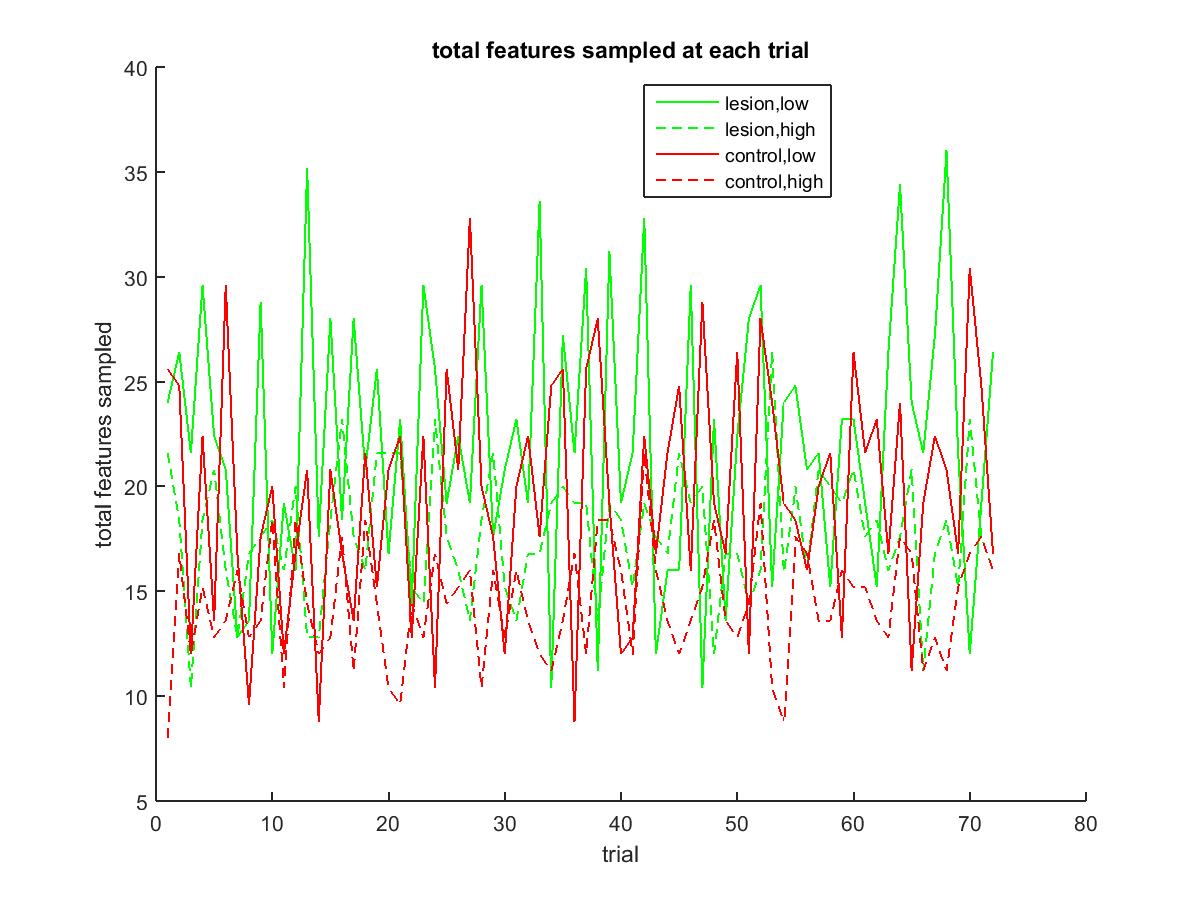 total features sampled at each trial
lesion,low
lesion,high
control,low
control,high
total features sampled
40
35
30
25
20
15
10
5
0 10 20 30 40 50 60 70 80
trial